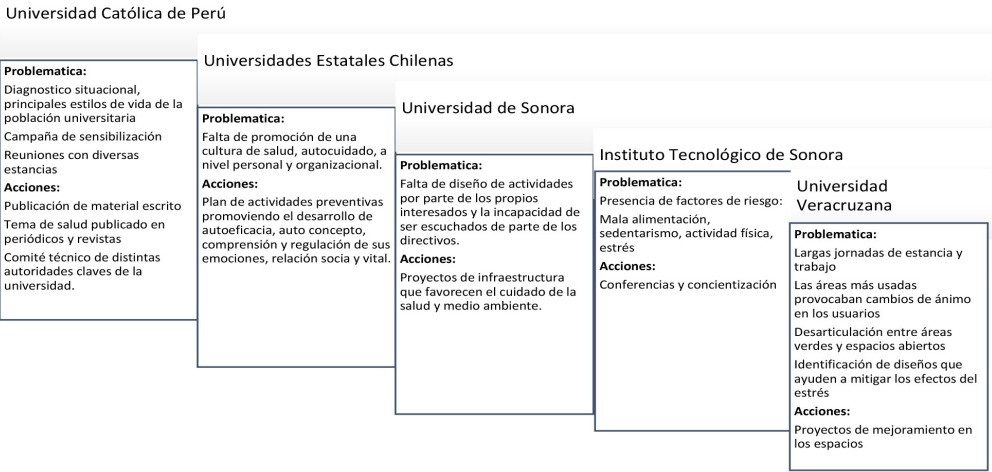 Universidad Católica de Perú
Problematica:
Diagnostico situacional,
principales estilos de vida de la
población universitaria
Campaña de sensibilización
Reuniones con diversas
estancias
Acciones:
Publicación de material escrito
Tema de salud publicado en
periódicos y revistas
Comité técnico de distintas
autoridades claves de la
universidad.
Universidades Estatales Chilenas
Problematica:
Falta de promoción de una
cultura de salud, autocuidado, a
nivel personal y organizacional.
Acciones:
Plan de actividades preventivas
promoviendo el desarrollo de
autoeficacia, auto concepto,
comprensión y regulación de sus
emociones, relación socia y vital.
Universidad de Sonora
Problematica:
Falta de diseño de actividades
por parte de los propios
interesados y la incapacidad de
ser escuchados de parte de los
directivos.
Acciones:
Proyectos de infraestructura
que favorecen el cuidado de la
salud y medio ambiente.
Instituto Tecnológico de Sonora
Problematica:
Presencia de factores de riesgo:
Mala alimentación,
sedentarismo, actividad física,
estrés
Acciones:
Conferencias y concientización
Universidad
Veracruzana
Problematica:
Largas jornadas de estancia y
trabajo
Las áreas más usadas
provocaban cambios de ánimo
en los usuarios
Desarticulación entre áreas
verdes y espacios abiertos
Identificación de diseños que
ayuden a mitigar los efectos del
estrés
Acciones:
Proyectos de mejoramiento en
los espacios